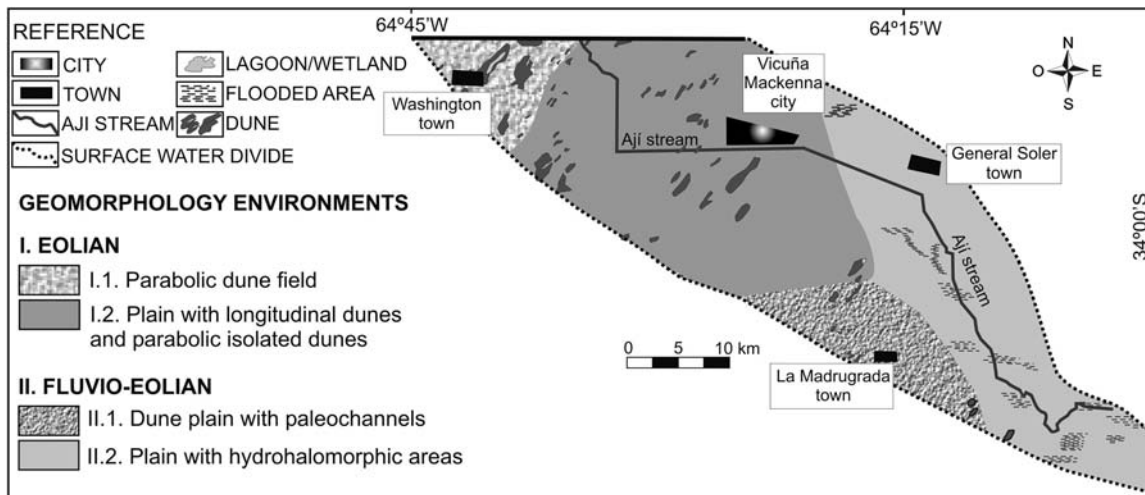 64º45'W
64º15'W
34º00'S
REFERENCE
CITY
LAGOON/WETLAND
TOWN
FLOODED AREA
AJI STREAM
DUNE
SURFACE WATER DIVIDE
GEOMORPHOLOGY ENVIRONMENTS
I. EOLIAN
I.1. Parabolic dune field
I.2. Plain with longitudinal dunes
and parabolic isolated dunes
II. FLUVIO-EOLIAN
II.1. Dune plain with paleochannels
II.2. Plain with hydrohalomorphic areas
Washington
town
Vicuña
Mackenna
city
Ají stream
General Soler
town
Ají stream
La Madrugrada
town
0 5 10 km
N
O E
S